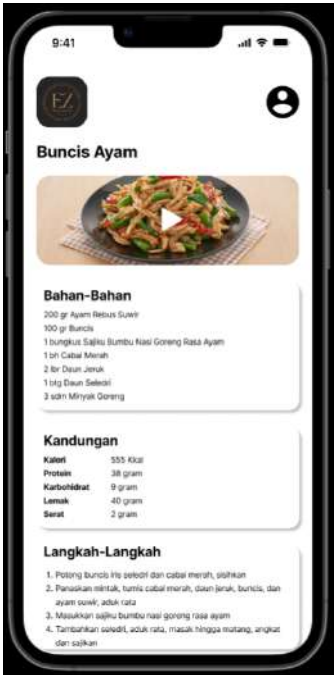 9:41
EZ
Buncis Ayam
Bahan-Bahan
200 gr Ayam Rebus Suwir
100 gr Buncis
1 bungkus Sajiku Bumbu Nasi Goreng Rasa Ayam
1 bh Cabai Merah
2 lbr Daun Jeruk
1 btg Daun Seledri
3 sdm Minyak Goreng
Kandungan
Kalori 555 Kkal
Protein 38 gram
Karbohidrat 9 gram
Lemak 40 gram
Serat 2 gram
Langkah-Langkah
1. Potong buncis iris seledri dan cabai merah, sisihkan
2. Panaskan mintak, tumis cabai merah, daun jeruk, buncis, dan
ayam suwir, aduk rata
3. Masukkan sajiku bumbu nasi goreng rasa ayam
4. Tambahkan seledri, aduk rata, masak hingga matang, angkat
dan sajikan